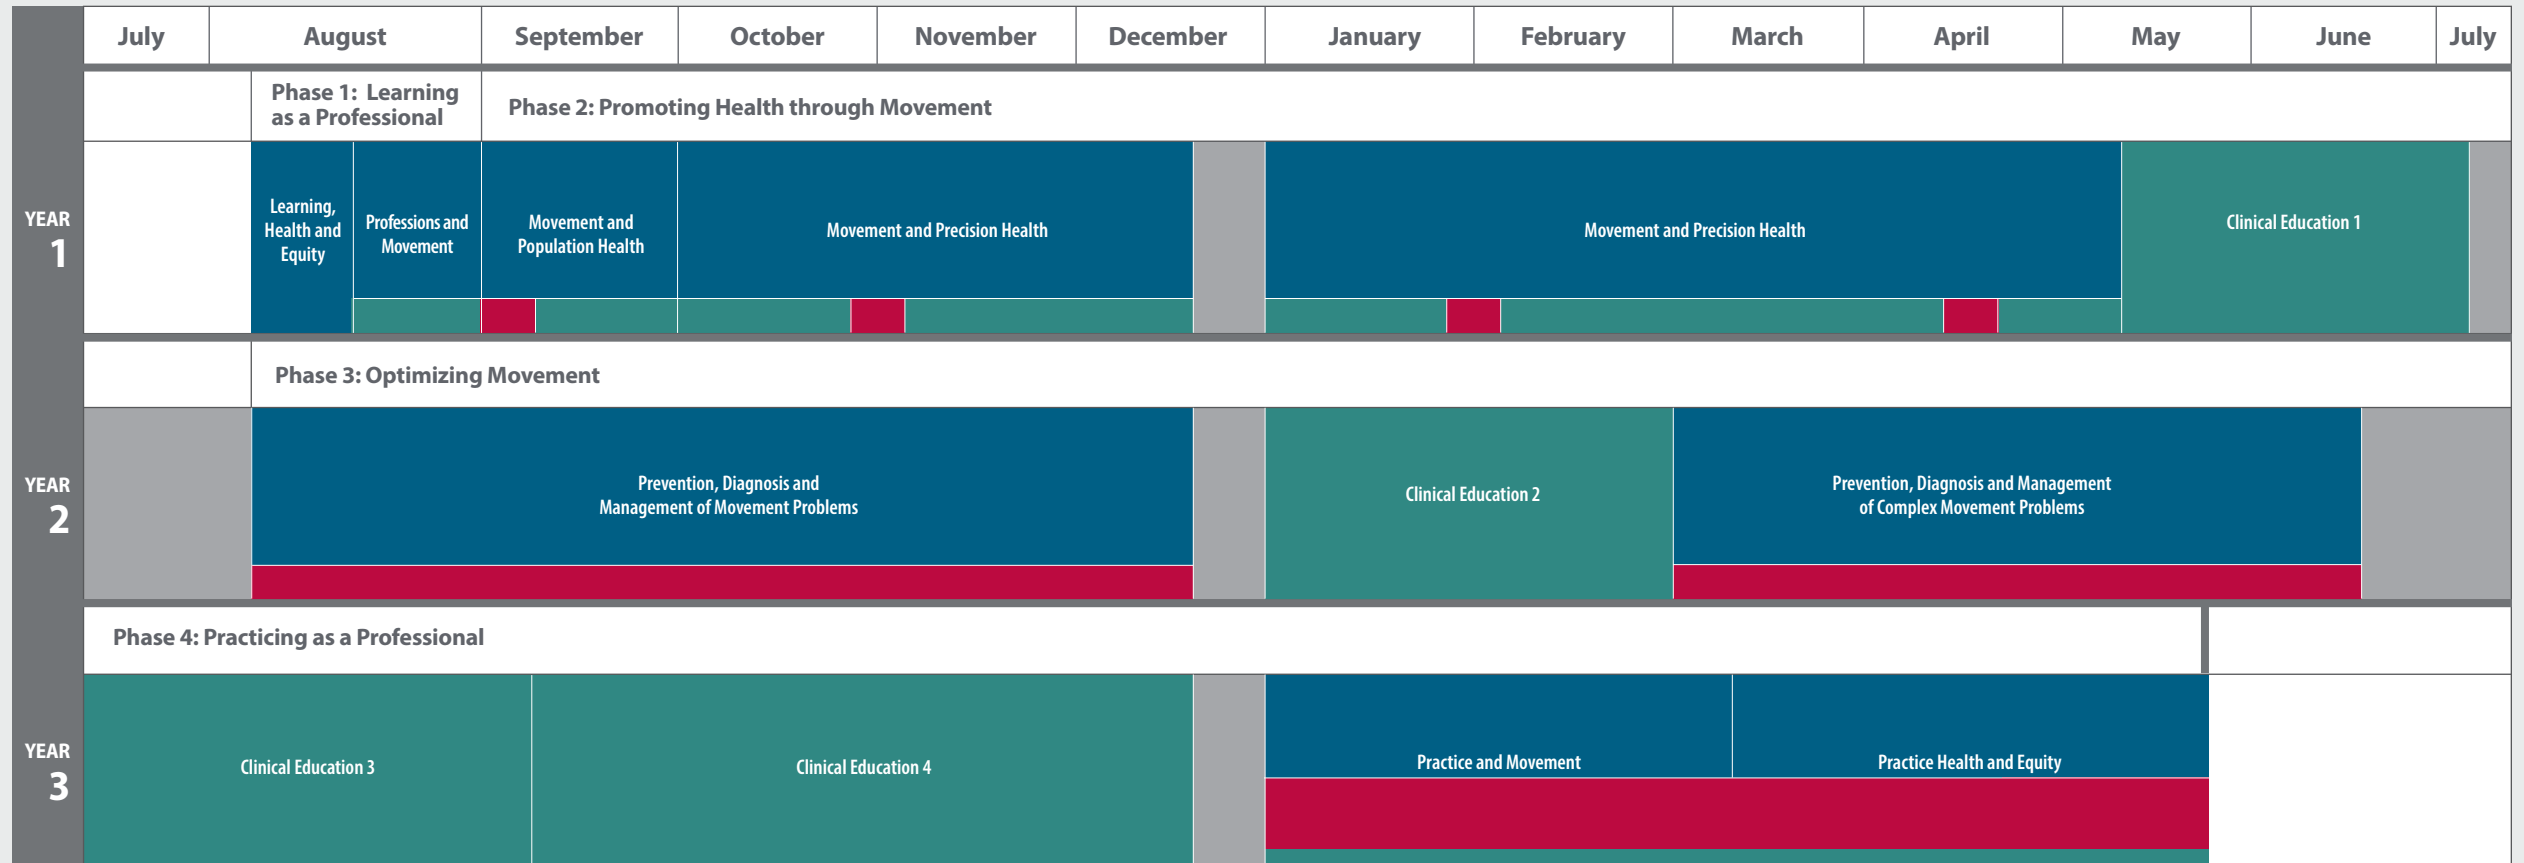 July August September October November December January February March April May June July
Phase 1: Learning
as a Professional
Phase 2: Promoting Health through Movement
YEAR
1
Learning,
Health and
Equity
Professions and
Movement
Movement and
Population Health
Movement and Precision Health
Movement and Precision Health
Clinical Education 1
Phase 3: Optimizing Movement
YEAR
2
Prevention, Diagnosis and
Management of Movement Problems
Clinical Education 2
Prevention, Diagnosis and Management
of Complex Movement Problems
Phase 4: Practicing as a Professional
YEAR
3
Clinical Education 3
Clinical Education 4
Practice and Movement
Practice Health and Equity